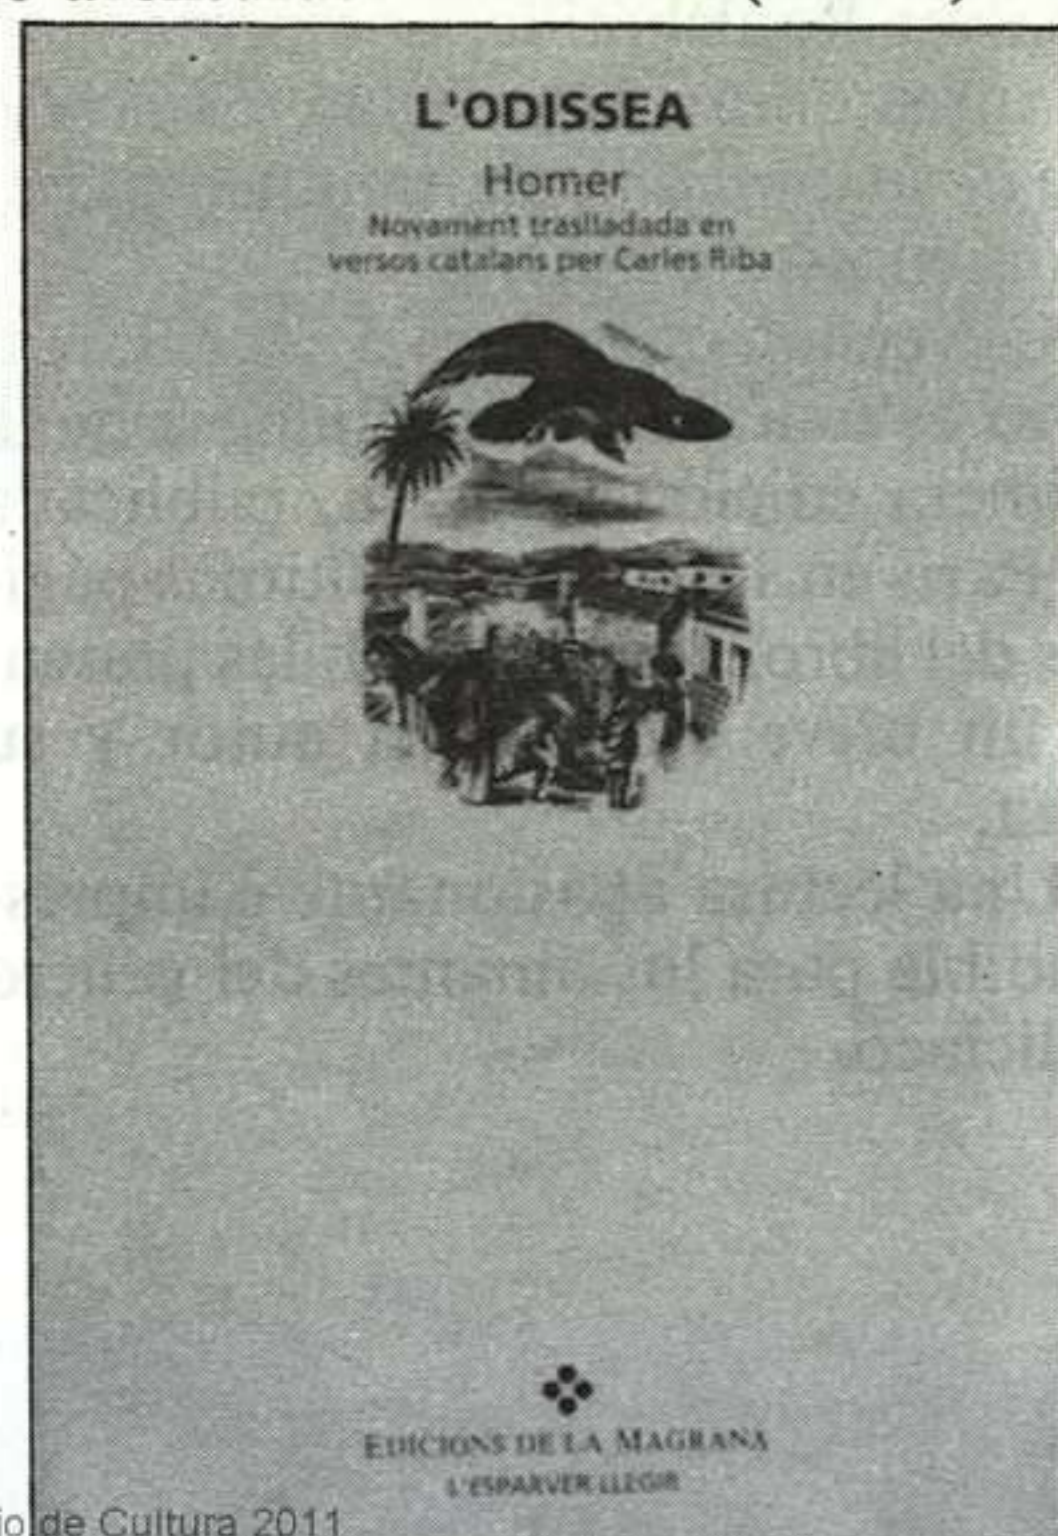 L'ODISSEA
Homer
Novament traslladada en
versos catalans per Carles Riba
EDICIONS DE LA MAGRANA
L'ESPARVER LLEGIR
de Cultura 2011